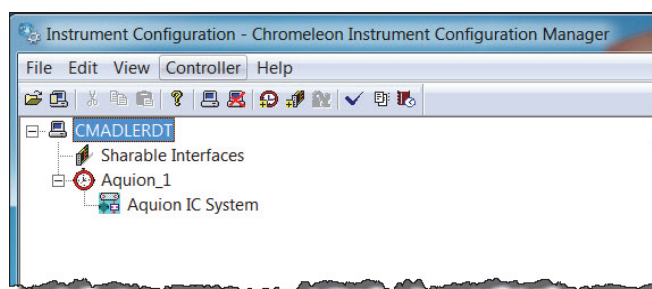 Instrument Configuration - Chromeleon Instrument Configuration Manager
File Edit View Controller Help
CMADLERDT
Sharable Interfaces
Aquion_1
Aquion IC System